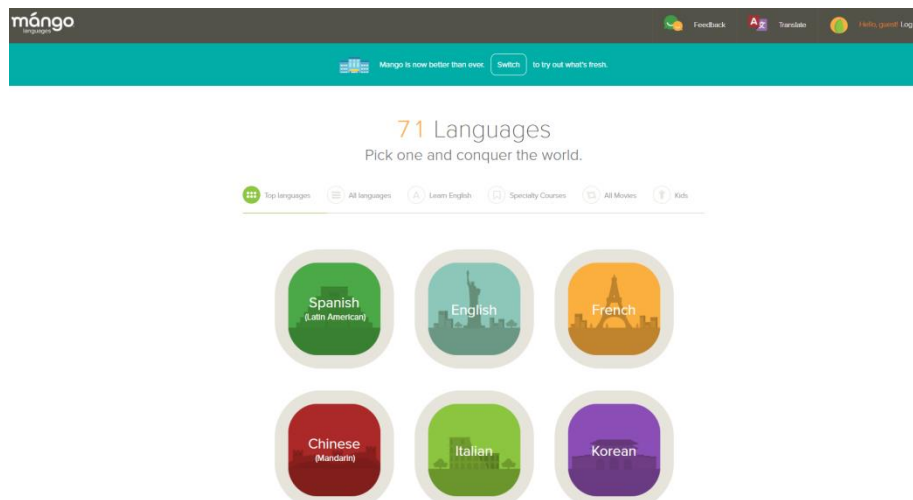 mángo
languages
Feedback
Translate
Hello, guest! Log
Mango is now better than ever. Switch to try out what's fresh.
71 Languages
Pick one and conquer the world.
Top languages
All languages
Learn English
Specialty Courses
All Movies
Kids
Spanish
(Latin American)
English
French
Chinese
(Mandarin)
Italian
Korean